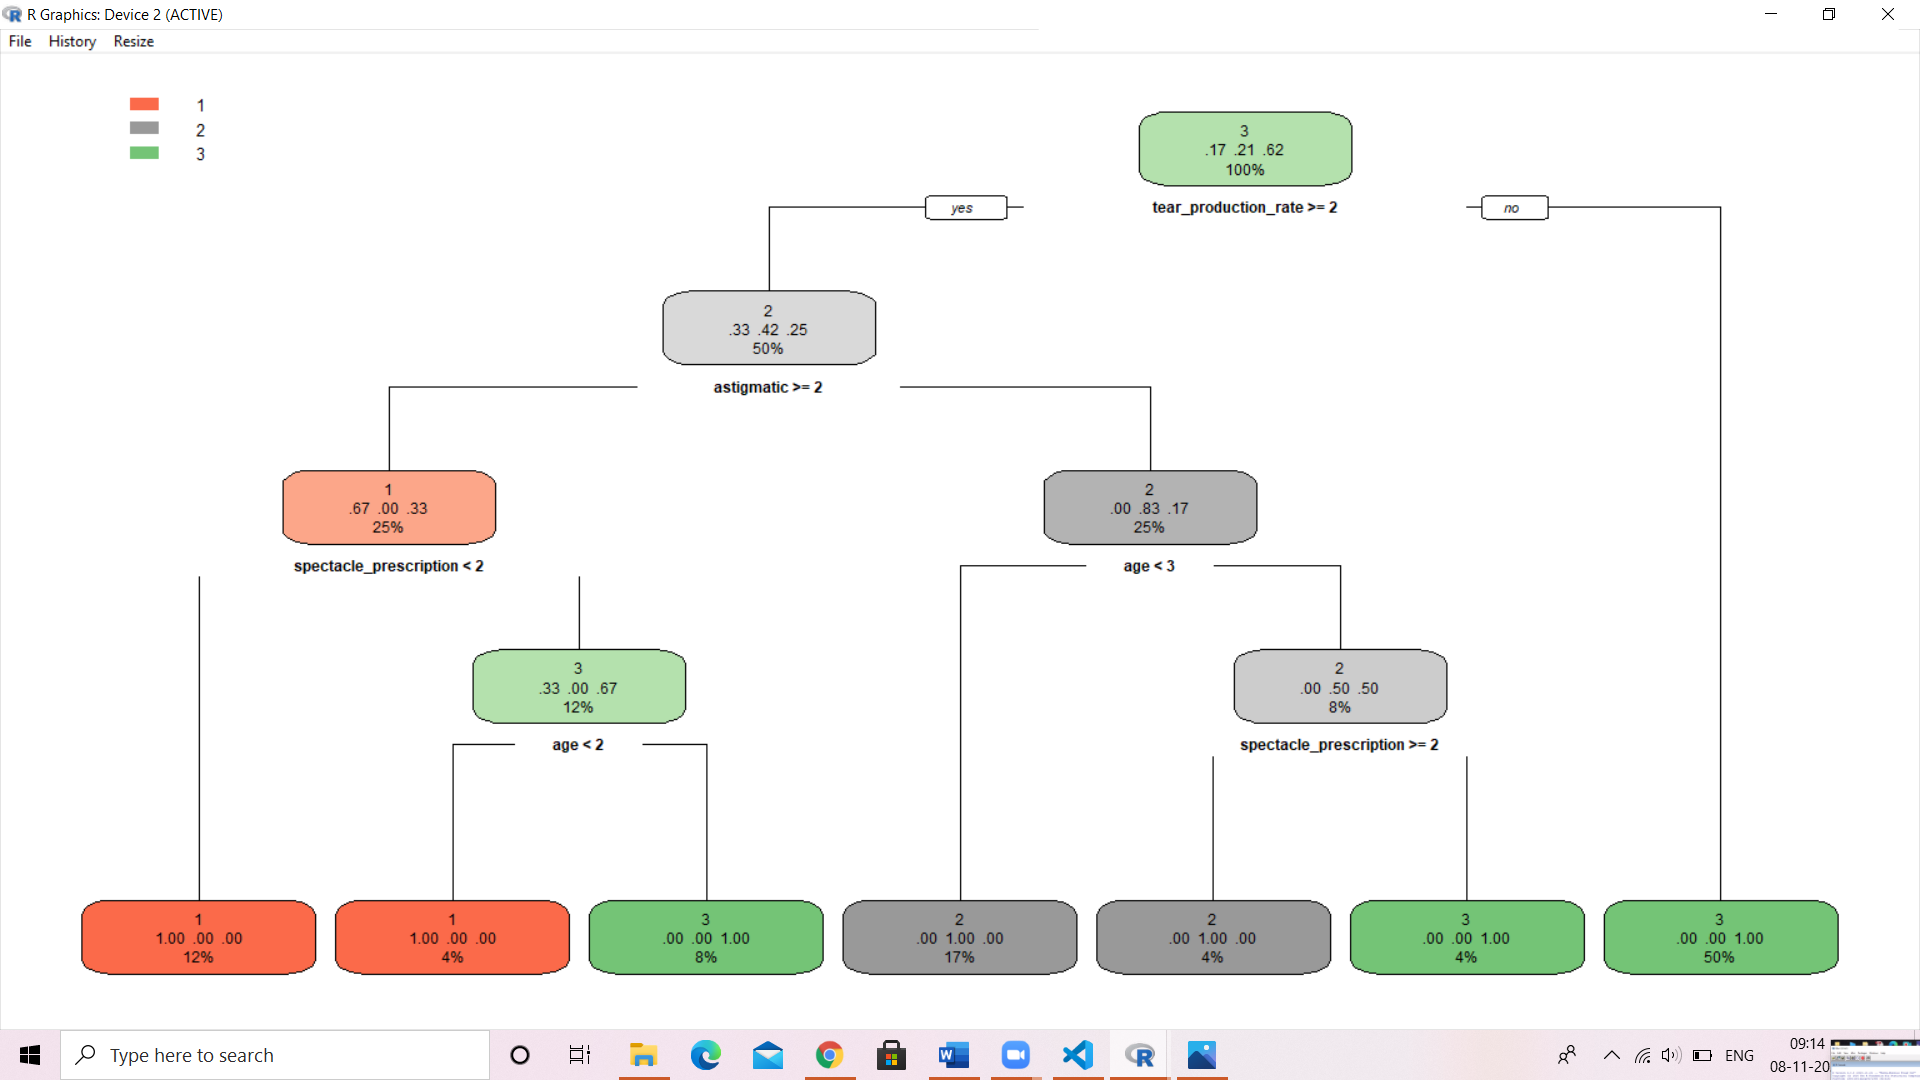 R Graphics: Device 2 (ACTIVE)
File History Resize
1
2
3
3
.17 .21 .62
100%
yes
tear_production_rate >= 2
no
2
.33 .42 .25
50%
astigmatic >= 2
1
.67 .00 .33
25%
spectacle_prescription < 2
2
.00 .83 .17
25%
age < 3
3
.33 .00 .67
12%
age < 2
2
.00 .50 .50
8%
spectacle_prescription >= 2
1
1.00 .00 .00
12%
1
1.00 .00 .00
4%
3
.00 .00 1.00
8%
2
.00 1.00 .00
17%
2
.00 1.00 .00
4%
3
.00 .00 1.00
4%
3
.00 .00 1.00
50%
Type here to search
ENG
09:14
08-11-20